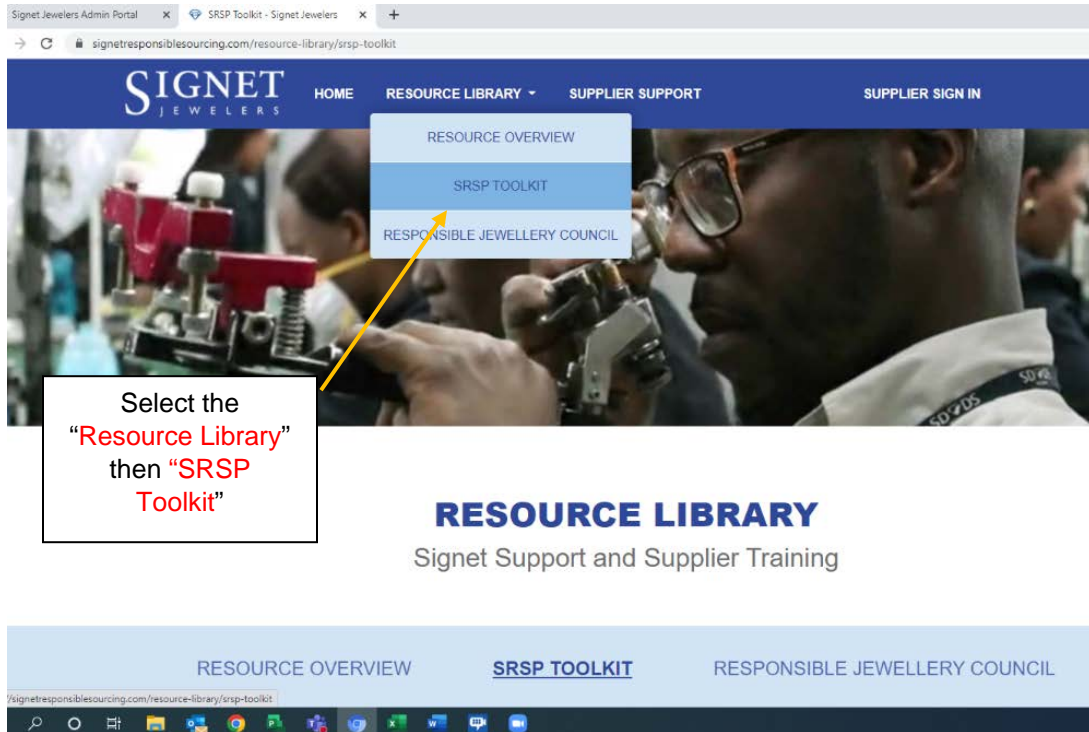 Signet Jewelers Admin Portal
SRSP Toolkit - Signet Jewelers
signetresponsiblesourcing.com/resource-library/srsp-toolkit
SIGNET
JEWELERS
HOME RESOURCE LIBRARY SUPPLIER SUPPORT SUPPLIER SIGN IN
RESOURCE OVERVIEW
SRSP TOOLKIT
RESPONSIBLE JEWELLERY COUNCIL
Select the
“Resource Library”
then “SRSP
Toolkit”
RESOURCE LIBRARY
Signet Support and Supplier Training
RESOURCE OVERVIEW SRSP TOOLKIT RESPONSIBLE JEWELLERY COUNCIL
/signetresponsiblesourcing.com/resource-library/srsp-toolkit